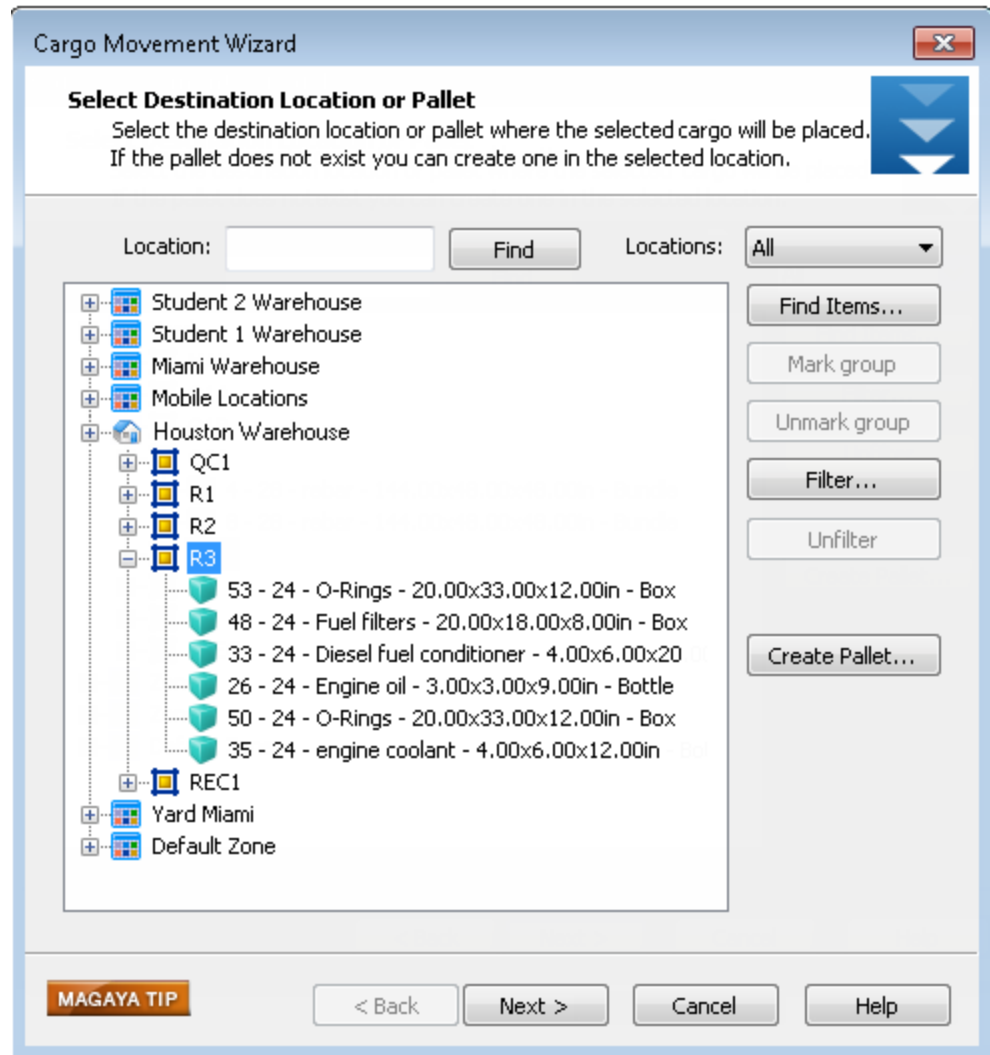 Cargo Movement Wizard
Select Destination Location or Pallet
Select the destination location or pallet where the selected cargo will be placed.
If the pallet does not exist you can create one in the selected location.
Location: Find Locations: All
Student 2 Warehouse
Student 1 Warehouse
Miami Warehouse
Mobile Locations
Houston Warehouse
QC1
R1
R2
R3
53 - 24 - O-Rings - 20.00x33.00x12.00in - Box
48 - 24 - Fuel filters - 20.00x18.00x8.00in - Box
33 - 24 - Diesel fuel conditioner - 4.00x6.00x20
26 - 24 - Engine oil - 3.00x3.00x9.00in - Bottle
50 - 24 - O-Rings - 20.00x33.00x12.00in - Box
35 - 24 - engine coolant - 4.00x6.00x12.00in
REC1
Yard Miami
Default Zone
Find Items...
Mark group
Unmark group
Filter...
Unfilter
Create Pallet...
MAGAYA TIP < Back Next > Cancel Help